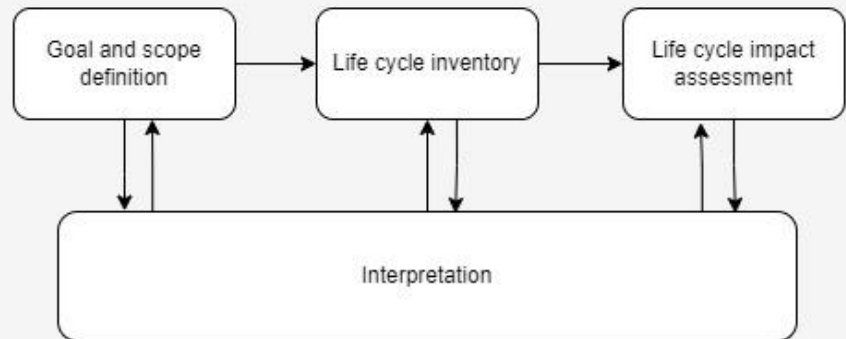 Goal and scope
definition
Life cycle inventory
Life cycle impact
assessment
Interpretation